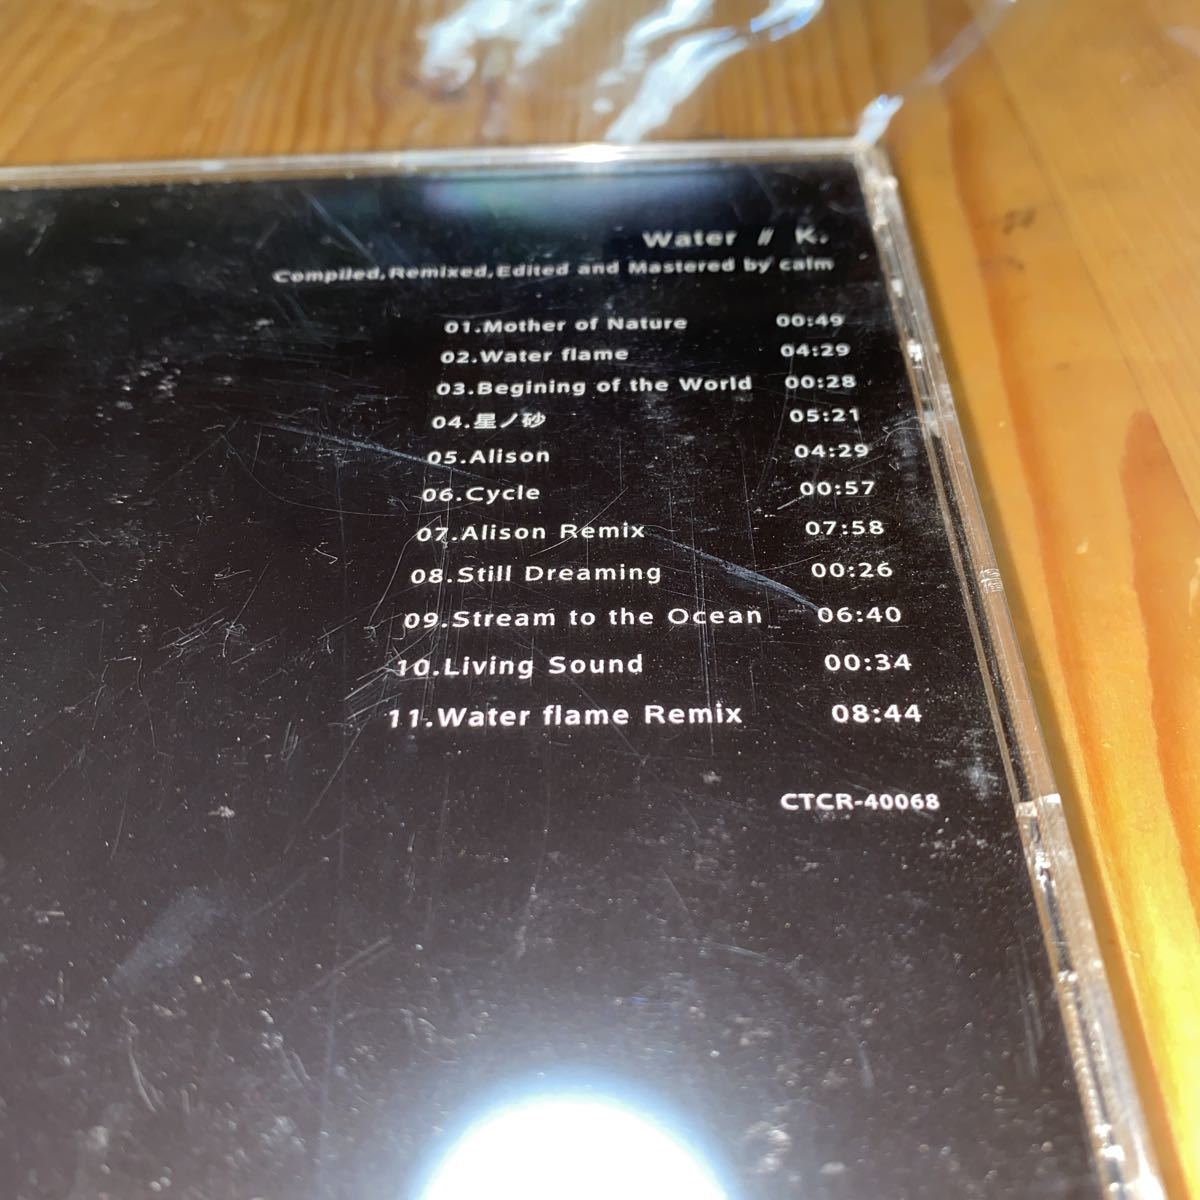 Water // K.
Compiled,Remixed,Edited and Mastered by calm
01.Mother of Nature 00:49
02.Water flame 04:29
03.Begining of the World 00:28
04.星ノ砂 05:21
05.Alison 04:29
06.Cycle 00:57
07.Alison Remix 07:58
08.Still Dreaming 00:26
09.Stream to the Ocean 06:40
10.Living Sound 00:34
11.Water flame Remix 08:44
CTCR-40068